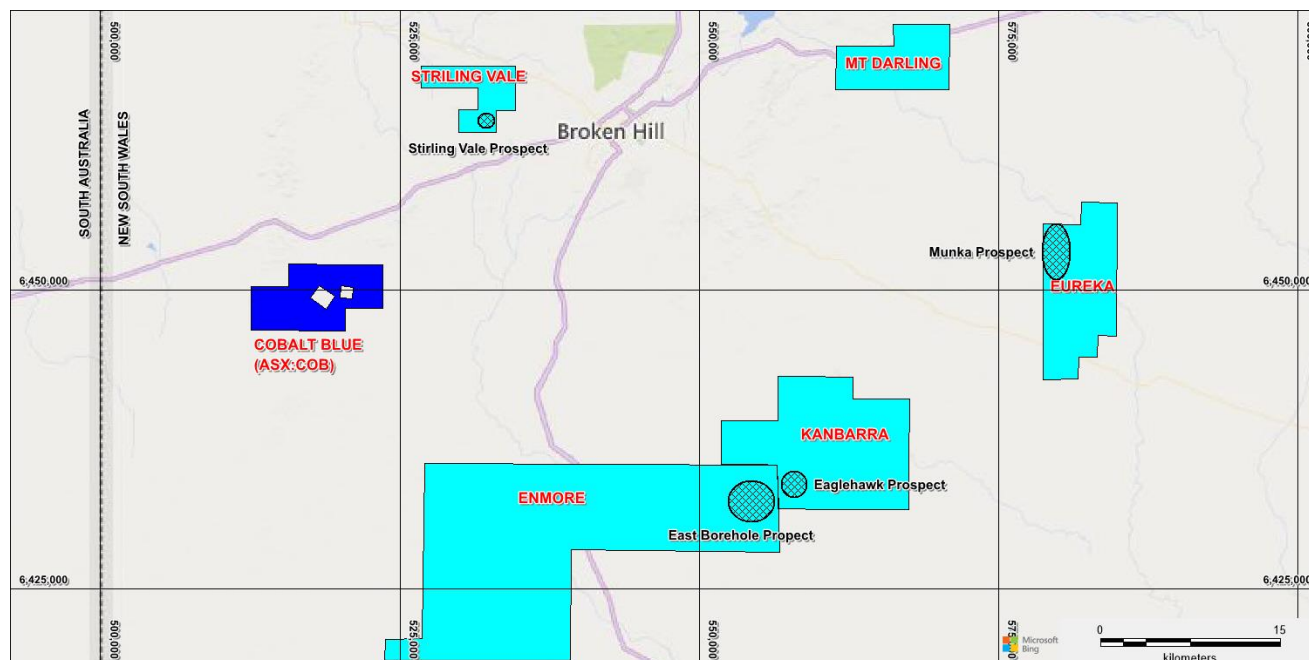 500,000
525,000
550,000
575,000
STRILING VALE
MT DARLING
Broken Hill
Stirling Vale Prospect
SOUTH AUSTRALIA
NEW SOUTH WALES
Munka Prospect
6,450,000
6,450,000
EUREKA
COBALT BLUE
(ASX:COB)
KANBARRA
ENMORE
Eaglehawk Prospect
East Borehole Propect
6,425,000
6,425,000
500,000
525,000
550,000
Microsoft
Bing
0
15
kilometers